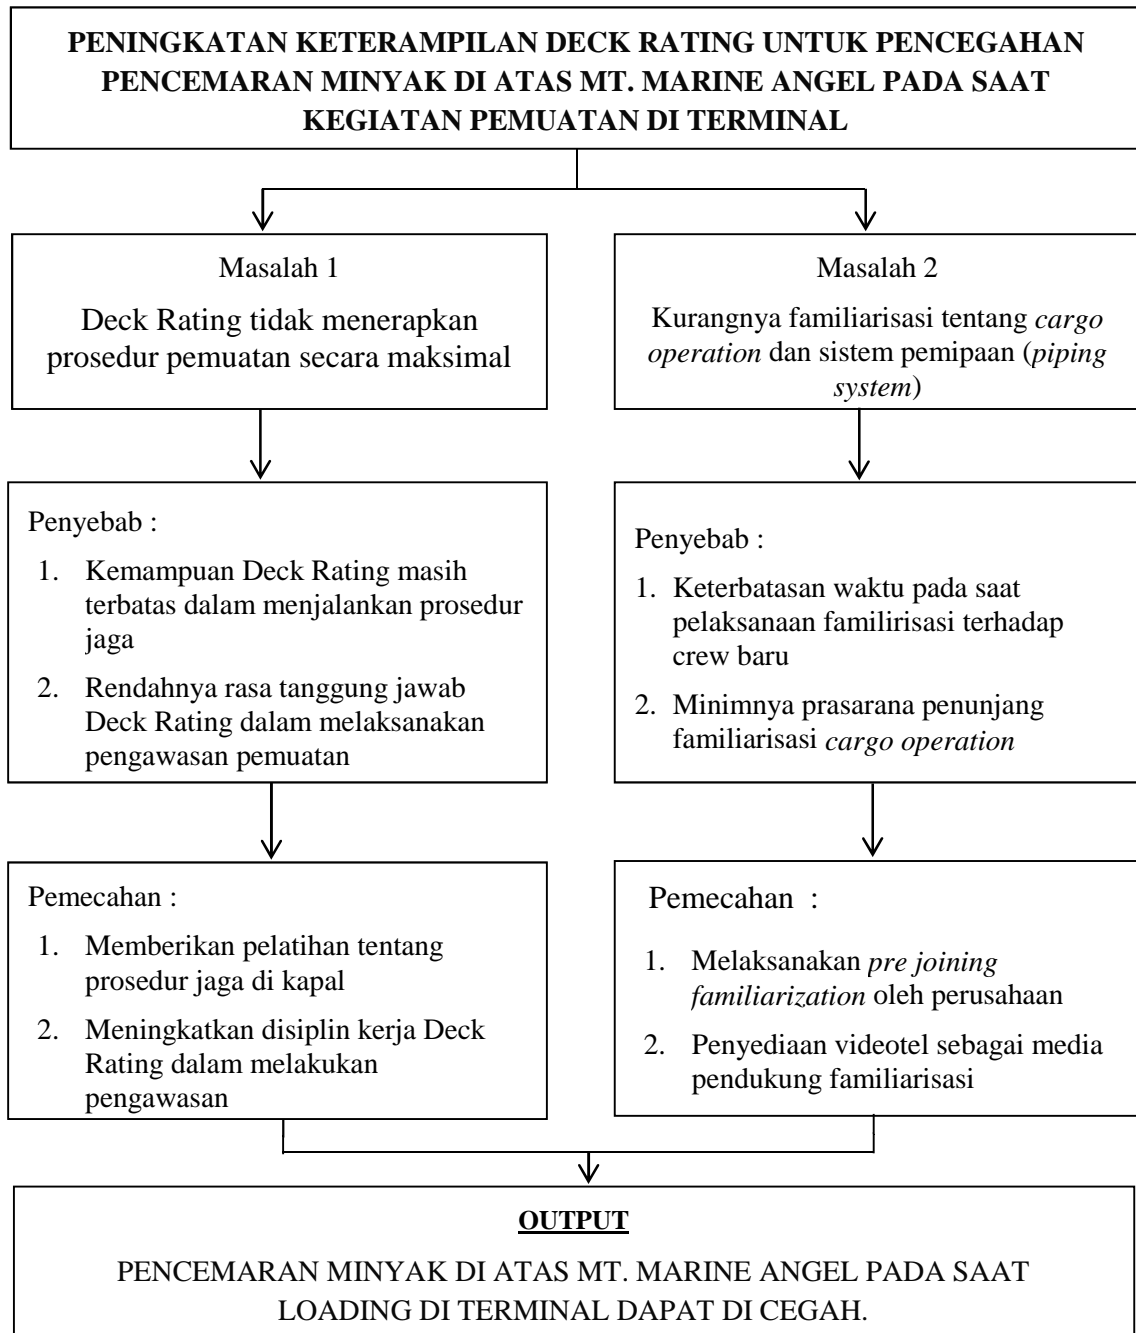 PENINGKATAN KETERAMPILAN DECK RATING UNTUK PENCEGAHAN
PENCEMARAN MINYAK DI ATAS MT. MARINE ANGEL PADA SAAT
KEGIATAN PEMUATAN DI TERMINAL
Masalah 1
Deck Rating tidak menerapkan
prosedur pemuatan secara maksimal
Masalah 2
Kurangnya familiarisasi tentang cargo
operation dan sistem pemipaan (piping
system)
Penyebab :
1. Kemampuan Deck Rating masih
terbatas dalam menjalankan prosedur
jaga
2. Rendahnya rasa tanggung jawab
Deck Rating dalam melaksanakan
pengawasan pemuatan
Penyebab :
1. Keterbatasan waktu pada saat
pelaksanaan familirisasi terhadap
crew baru
2. Minimnya prasarana penunjang
familiarisasi cargo operation
Pemecahan :
1. Memberikan pelatihan tentang
prosedur jaga di kapal
2. Meningkatkan disiplin kerja Deck
Rating dalam melakukan
pengawasan
Pemecahan :
1. Melaksanakan pre joining
familiarization oleh perusahaan
2. Penyediaan videotel sebagai media
pendukung familiarisasi
OUTPUT
PENCEMARAN MINYAK DI ATAS MT. MARINE ANGEL PADA SAAT
LOADING DI TERMINAL DAPAT DI CEGAH.